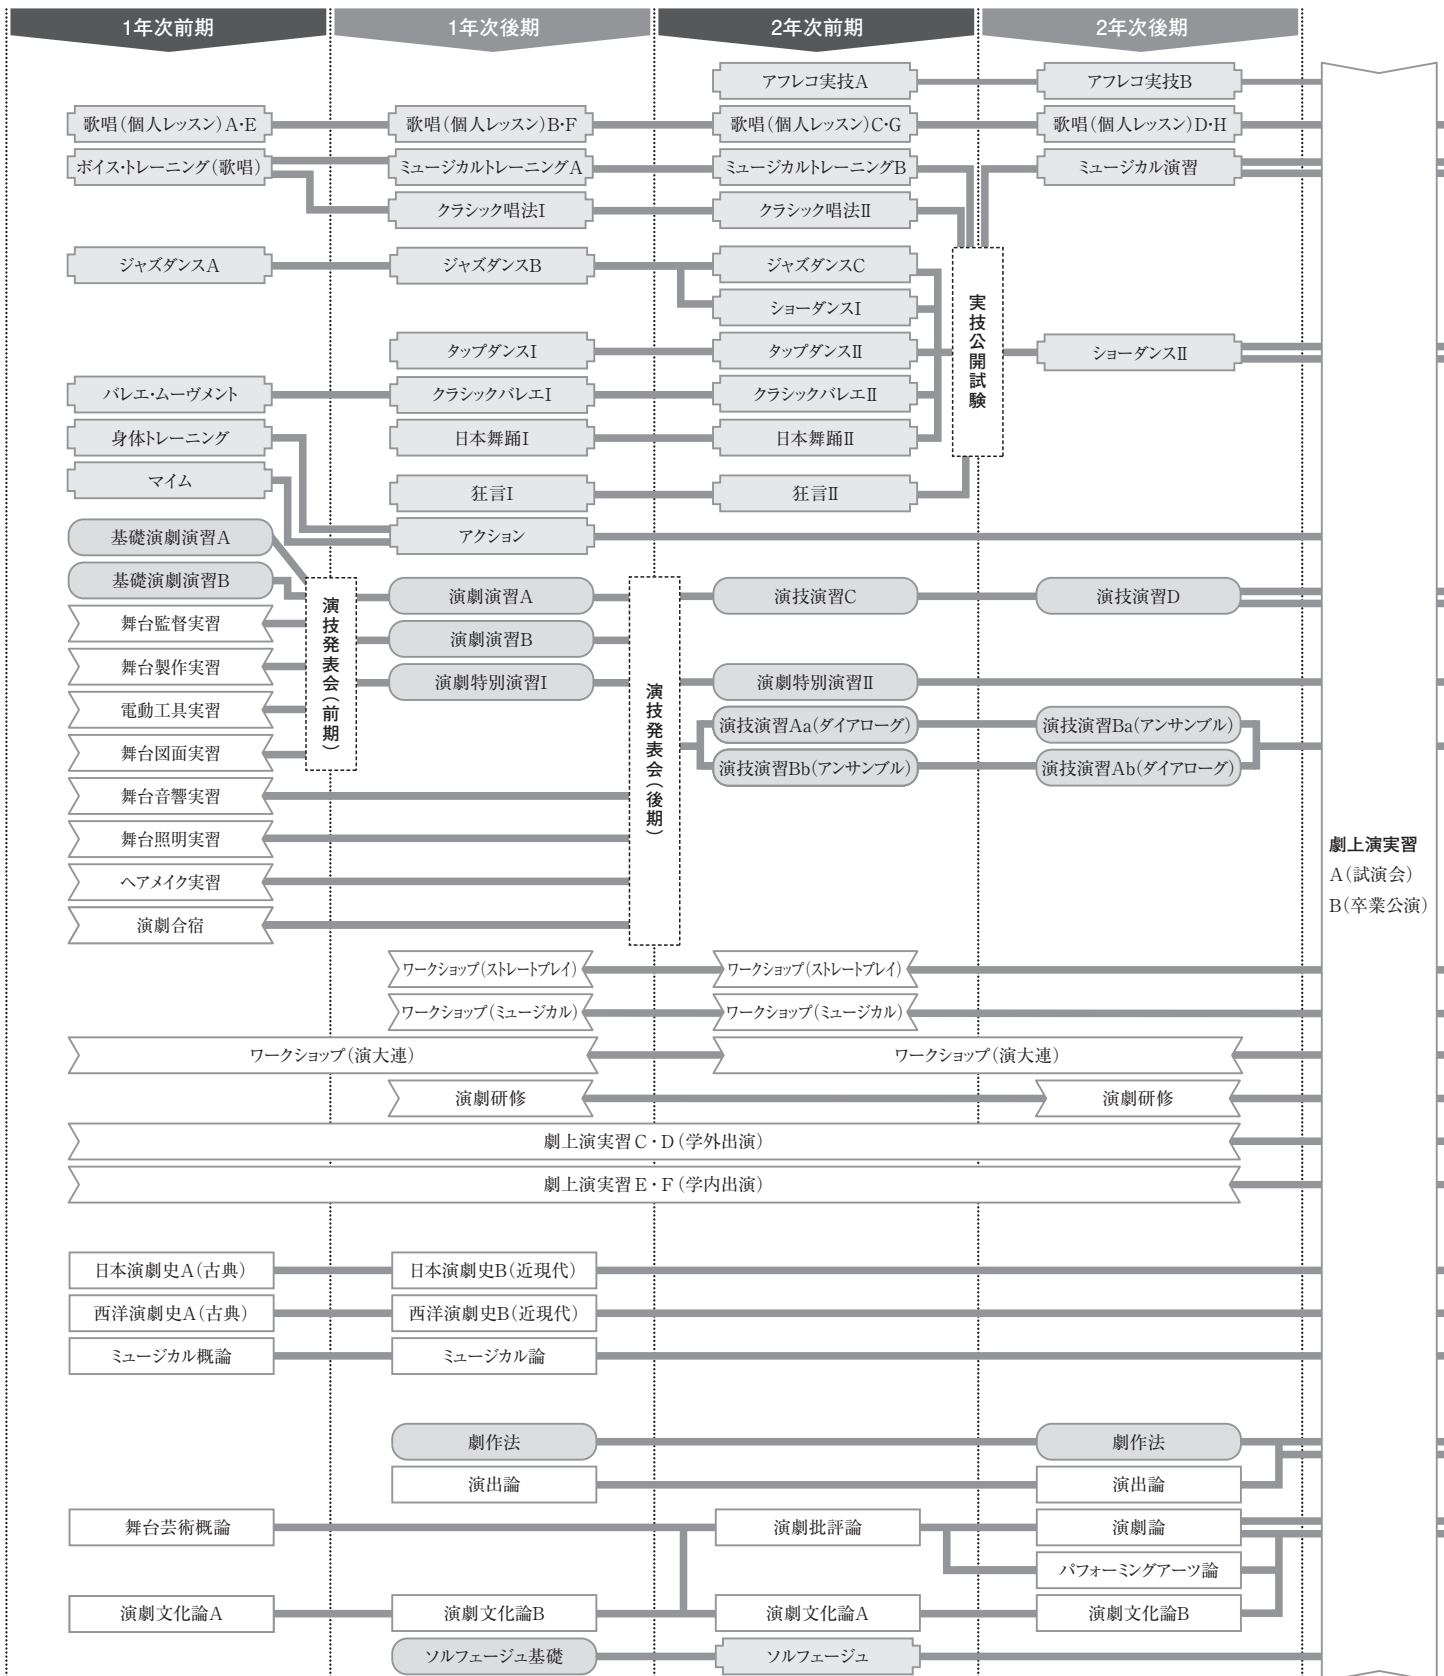 1年次前期
1年次後期
2年次前期
2年次後期
アフレコ実技A
アフレコ実技B
歌唱(個人レッスン)A・E
歌唱(個人レッスン)B・F
歌唱(個人レッスン)C・G
歌唱(個人レッスン)D・H
ボイス・トレーニング(歌唱)
ミュージカルトレーニングA
ミュージカルトレーニングB
ミュージカル演習
クラシック唱法I
クラシック唱法II
ジャズダンスA
ジャズダンスB
ジャズダンスC
ショーダンスI
タップダンスI
タップダンスII
ショーダンスII
バレエ・ムーヴメント
クラシックバレエI
クラシックバレエII
身体トレーニング
日本舞踊I
日本舞踊II
実技公開試験
マイム
狂言I
狂言II
基礎演劇演習A
アクション
基礎演劇演習B
演劇演習A
演技演習C
演技演習D
舞台監督実習
演劇演習B
舞台製作実習
演劇特別演習I
演劇特別演習II
演技発表会(前期)
電動工具実習
演技演習Aa(ダイアローグ)
演技演習Ba(アンサンブル)
舞台図面実習
演技演習Bb(アンサンブル)
演技演習Ab(ダイアローグ)
演技発表会(後期)
舞台音響実習
舞台照明実習
ヘアメイク実習
演劇合宿
劇上演実習
A(試演会)
B(卒業公演)
ワークショップ(ストレートプレイ)
ワークショップ(ストレートプレイ)
ワークショップ(ミュージカル)
ワークショップ(ミュージカル)
ワークショップ(演大連)
ワークショップ(演大連)
演劇研修
演劇研修
劇上演実習C・D(学外出演)
劇上演実習E・F(学内出演)
日本演劇史A(古典)
日本演劇史B(近現代)
西洋演劇史A(古典)
西洋演劇史B(近現代)
ミュージカル概論
ミュージカル論
劇作法
劇作法
演出論
演出論
舞台芸術概論
演劇批評論
演劇論
パフォーミングアーツ論
演劇文化論A
演劇文化論B
演劇文化論A
演劇文化論B
ソルフェージュ基礎
ソルフェージュ